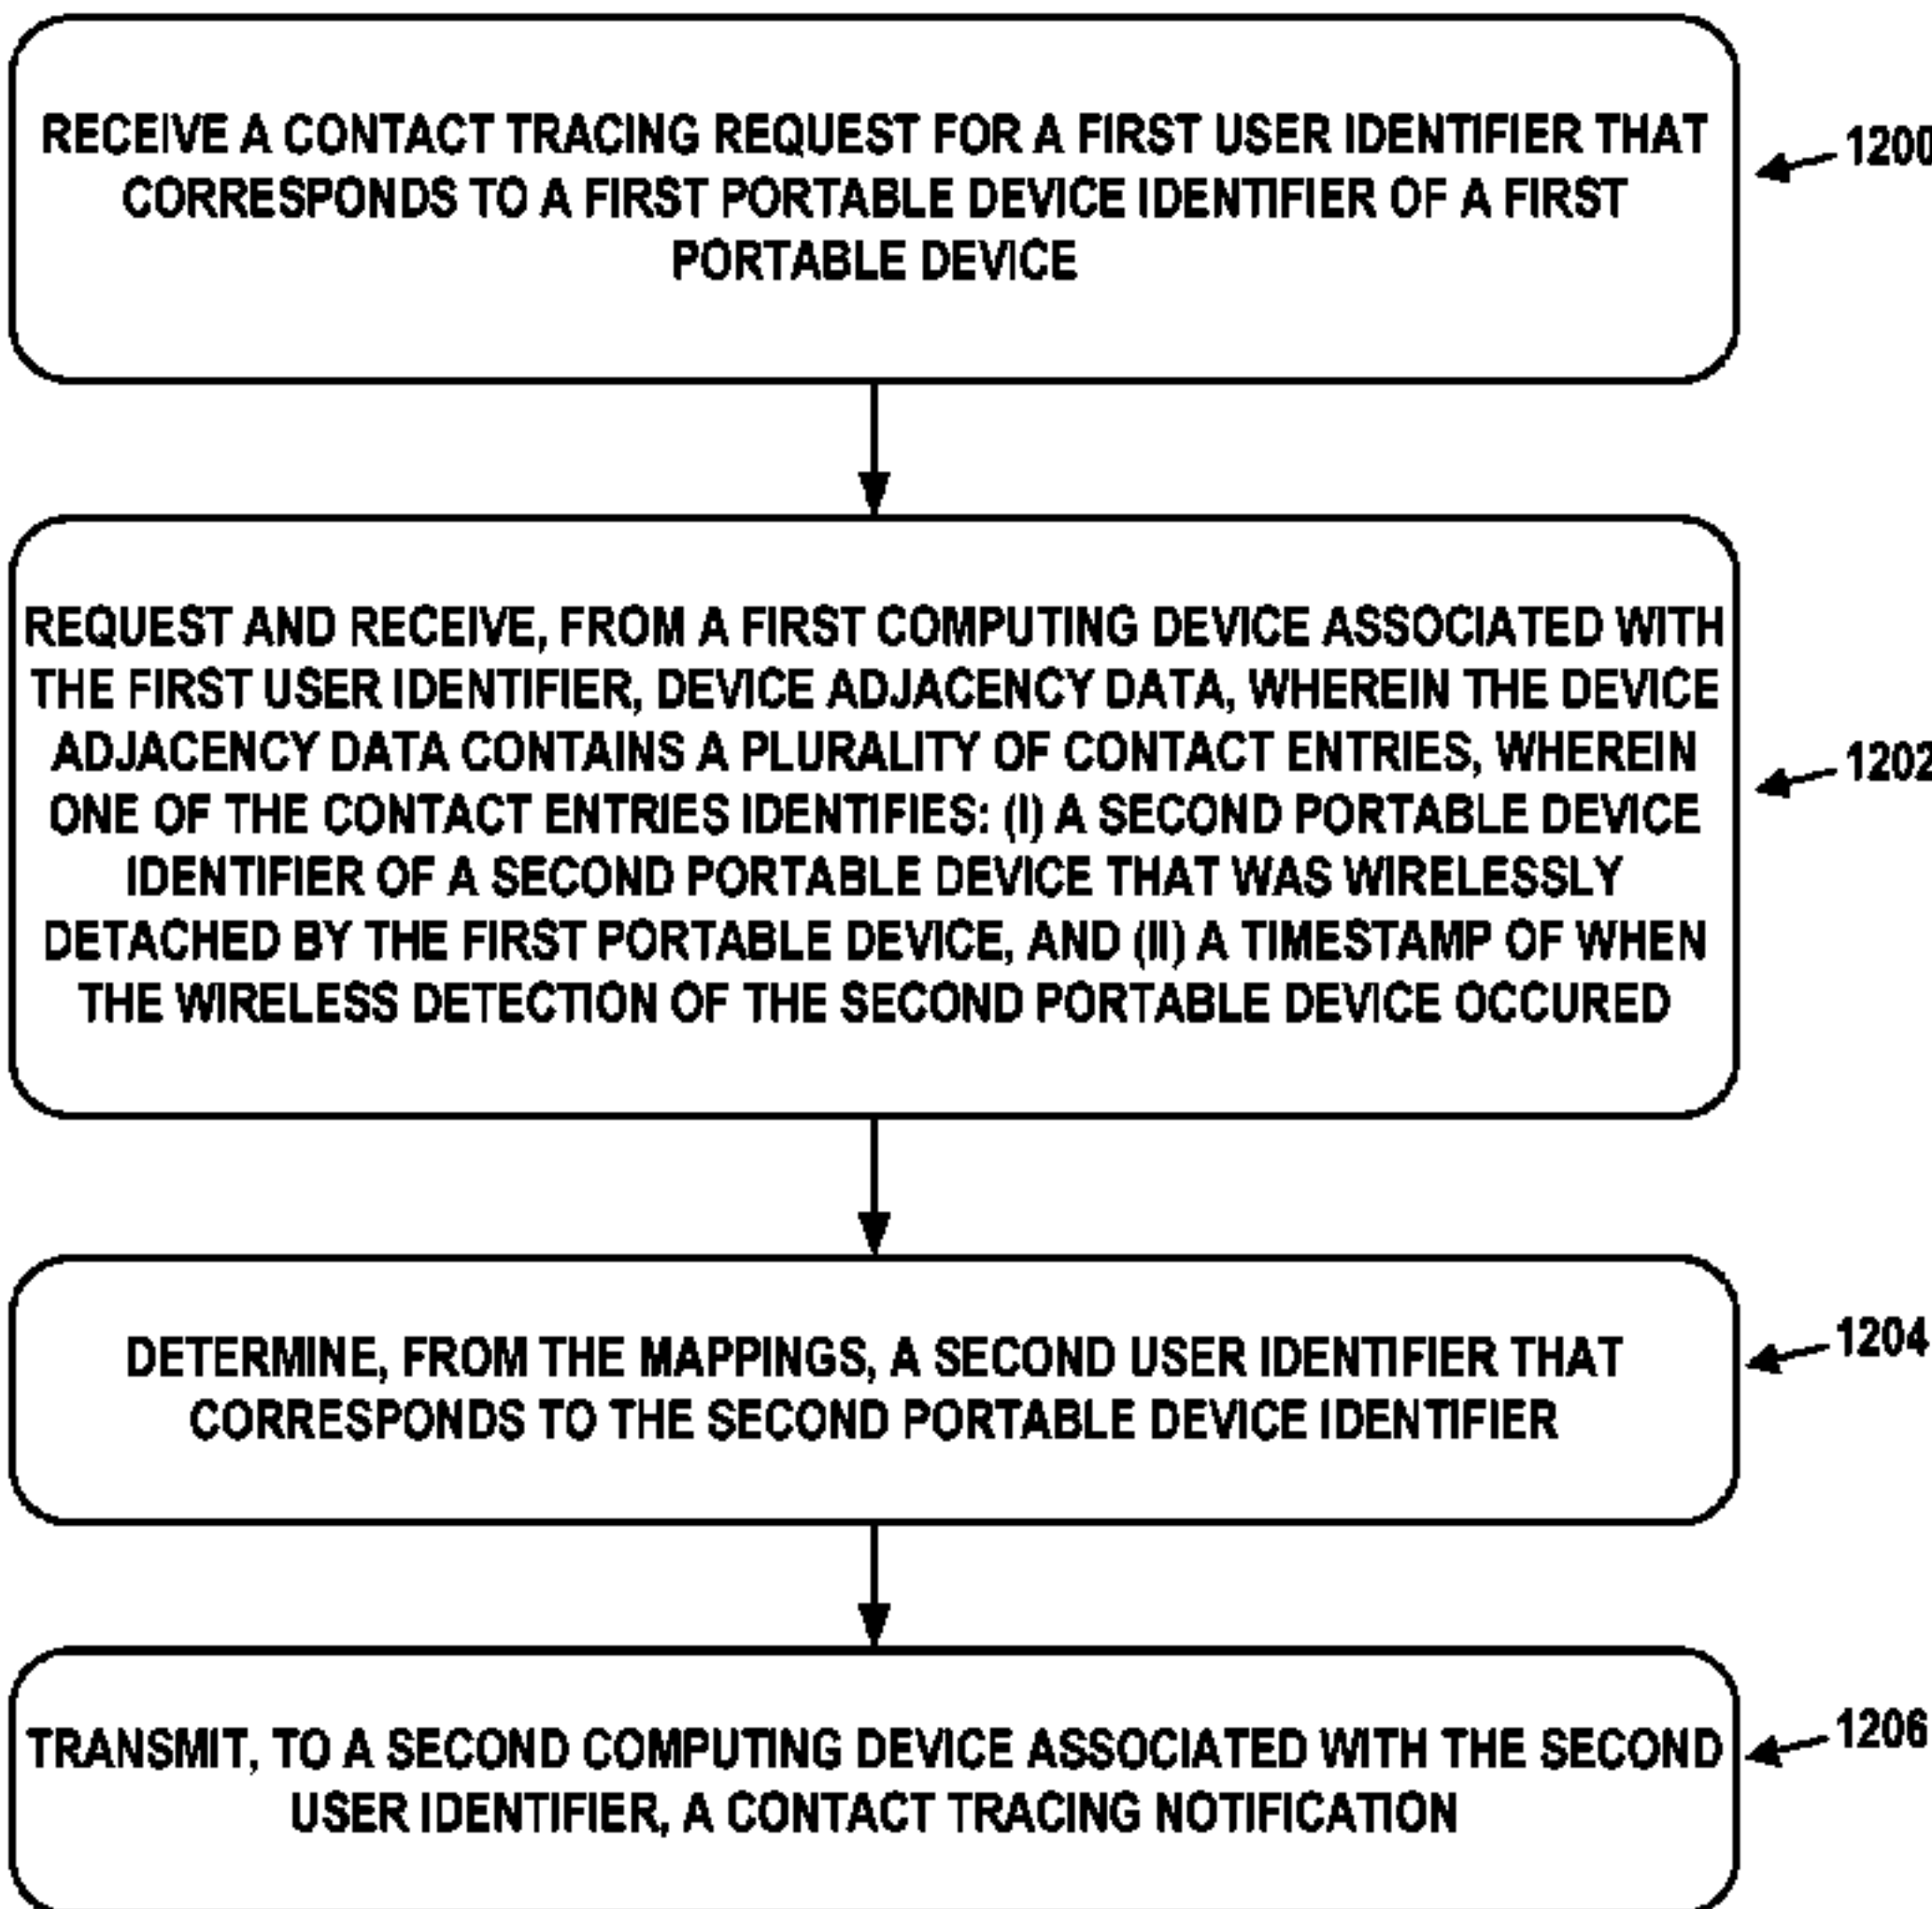 RECEIVE A CONTACT TRACING REQUEST FOR A FIRST USER IDENTIFIER THAT
CORRESPONDS TO A FIRST PORTABLE DEVICE IDENTIFIER OF A FIRST
PORTABLE DEVICE
1200
REQUEST AND RECEIVE, FROM A FIRST COMPUTING DEVICE ASSOCIATED WITH
THE FIRST USER IDENTIFIER, DEVICE ADJACENCY DATA, WHEREIN THE DEVICE
ADJACENCY DATA CONTAINS A PLURALITY OF CONTACT ENTRIES, WHEREIN
ONE OF THE CONTACT ENTRIES IDENTIFIES: (I) A SECOND PORTABLE DEVICE
IDENTIFIER OF A SECOND PORTABLE DEVICE THAT WAS WIRELESSLY
DETACHED BY THE FIRST PORTABLE DEVICE, AND (II) A TIMESTAMP OF WHEN
THE WIRELESS DETECTION OF THE SECOND PORTABLE DEVICE OCCURED
1202
DETERMINE, FROM THE MAPPINGS, A SECOND USER IDENTIFIER THAT
CORRESPONDS TO THE SECOND PORTABLE DEVICE IDENTIFIER
1204
TRANSMIT, TO A SECOND COMPUTING DEVICE ASSOCIATED WITH THE SECOND
USER IDENTIFIER, A CONTACT TRACING NOTIFICATION
1206